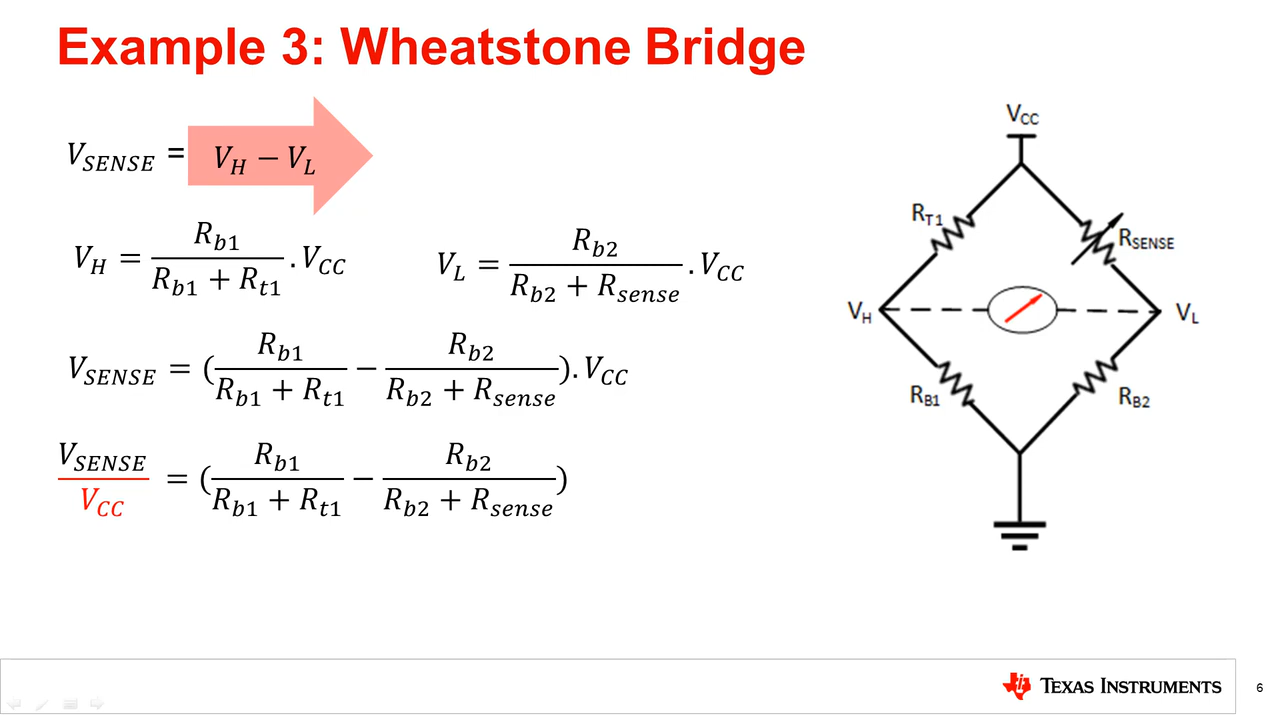 Example 3: Wheatstone Bridge
V_SENSE = V_H − V_L
V_H = R_b1 / (R_b1 + R_t1) . V_CC
V_L = R_b2 / (R_b2 + R_sense) . V_CC
V_SENSE = (R_b1 / (R_b1 + R_t1) − R_b2 / (R_b2 + R_sense)). V_CC
V_SENSE / V_CC = (R_b1 / (R_b1 + R_t1) − R_b2 / (R_b2 + R_sense))
V_CC
R_T1
R_SENSE
V_H
V_L
R_B1
R_B2
TEXAS INSTRUMENTS
6